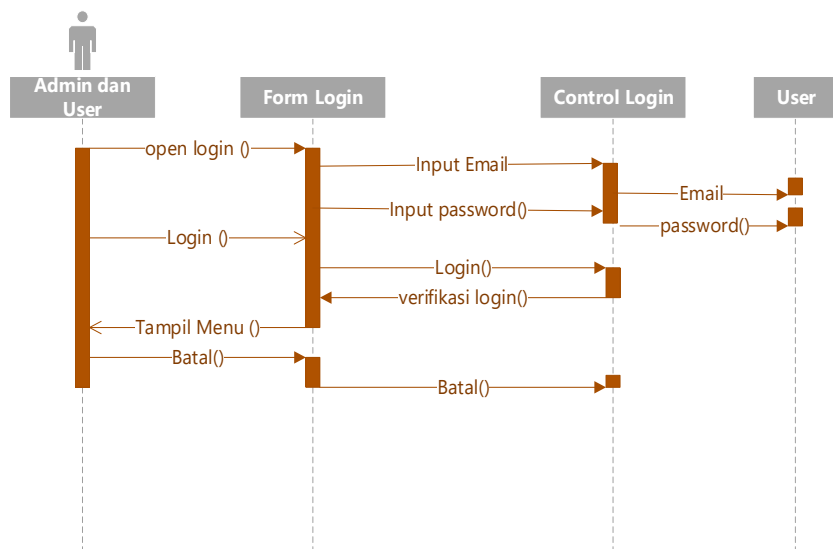 Admin dan
User
Form Login
Control Login
User
open login ()
Input Email
Email
Input password()
password()
Login ()
Login()
verifikasi login()
Tampil Menu ()
Batal()
Batal()